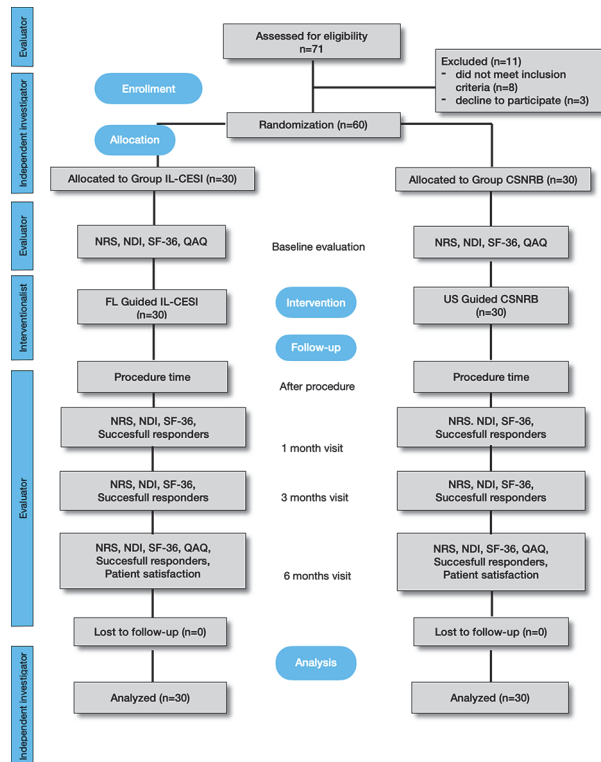 Evaluator
Assessed for eligibility
n=71
Excluded (n=11)
- did not meet inclusion
criteria (n=8)
- decline to participate (n=3)
Enrollment
Independent investigator
Randomization (n=60)
Allocation
Allocated to Group IL-CESI (n=30)
Allocated to Group CSNRB (n=30)
Evaluator
NRS, NDI, SF-36, QAQ
Baseline evaluation
NRS, NDI, SF-36, QAQ
Interventionalist
FL Guided IL-CESI
(n=30)
Intervention
US Guided CSNRB
(n=30)
Follow-up
Evaluator
Procedure time
After procedure
Procedure time
NRS, NDI, SF-36,
Succesfull responders
1 month visit
NRS. NDI, SF-36,
Succesfull responders
NRS, NDI, SF-36,
Succesfull responders
3 months visit
NRS, NDI, SF-36,
Succesfull responders
NRS, NDI, SF-36, QAQ,
Succesfull responders,
Patient satisfaction
6 months visit
NRS, NDI, SF-36, QAQ,
Succesfull responders,
Patient satisfaction
Lost to follow-up (n=0)
Lost to follow-up (n=0)
Independent investigator
Analysis
Analyzed (n=30)
Analyzed (n=30)